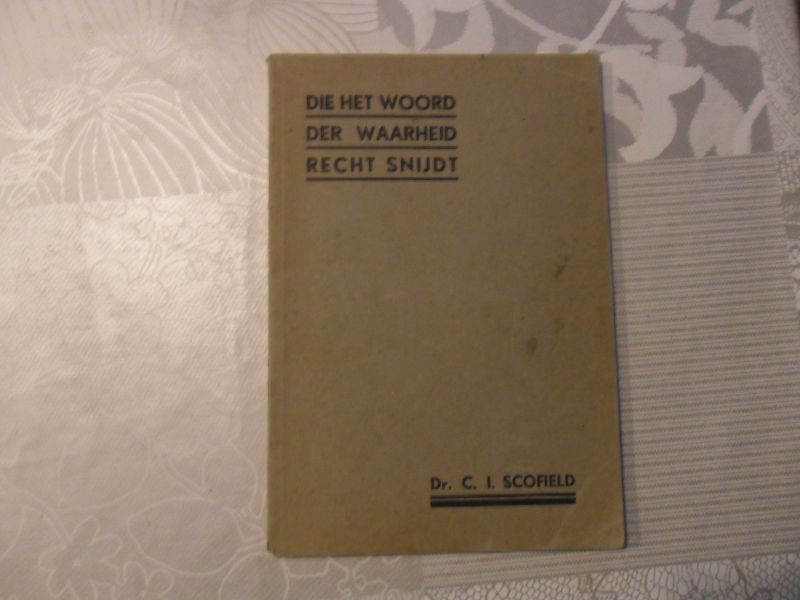 DIE HET WOORD
DER WAARHEID
RECHT SNIJDT
Dr. C. I. SCOFIELD